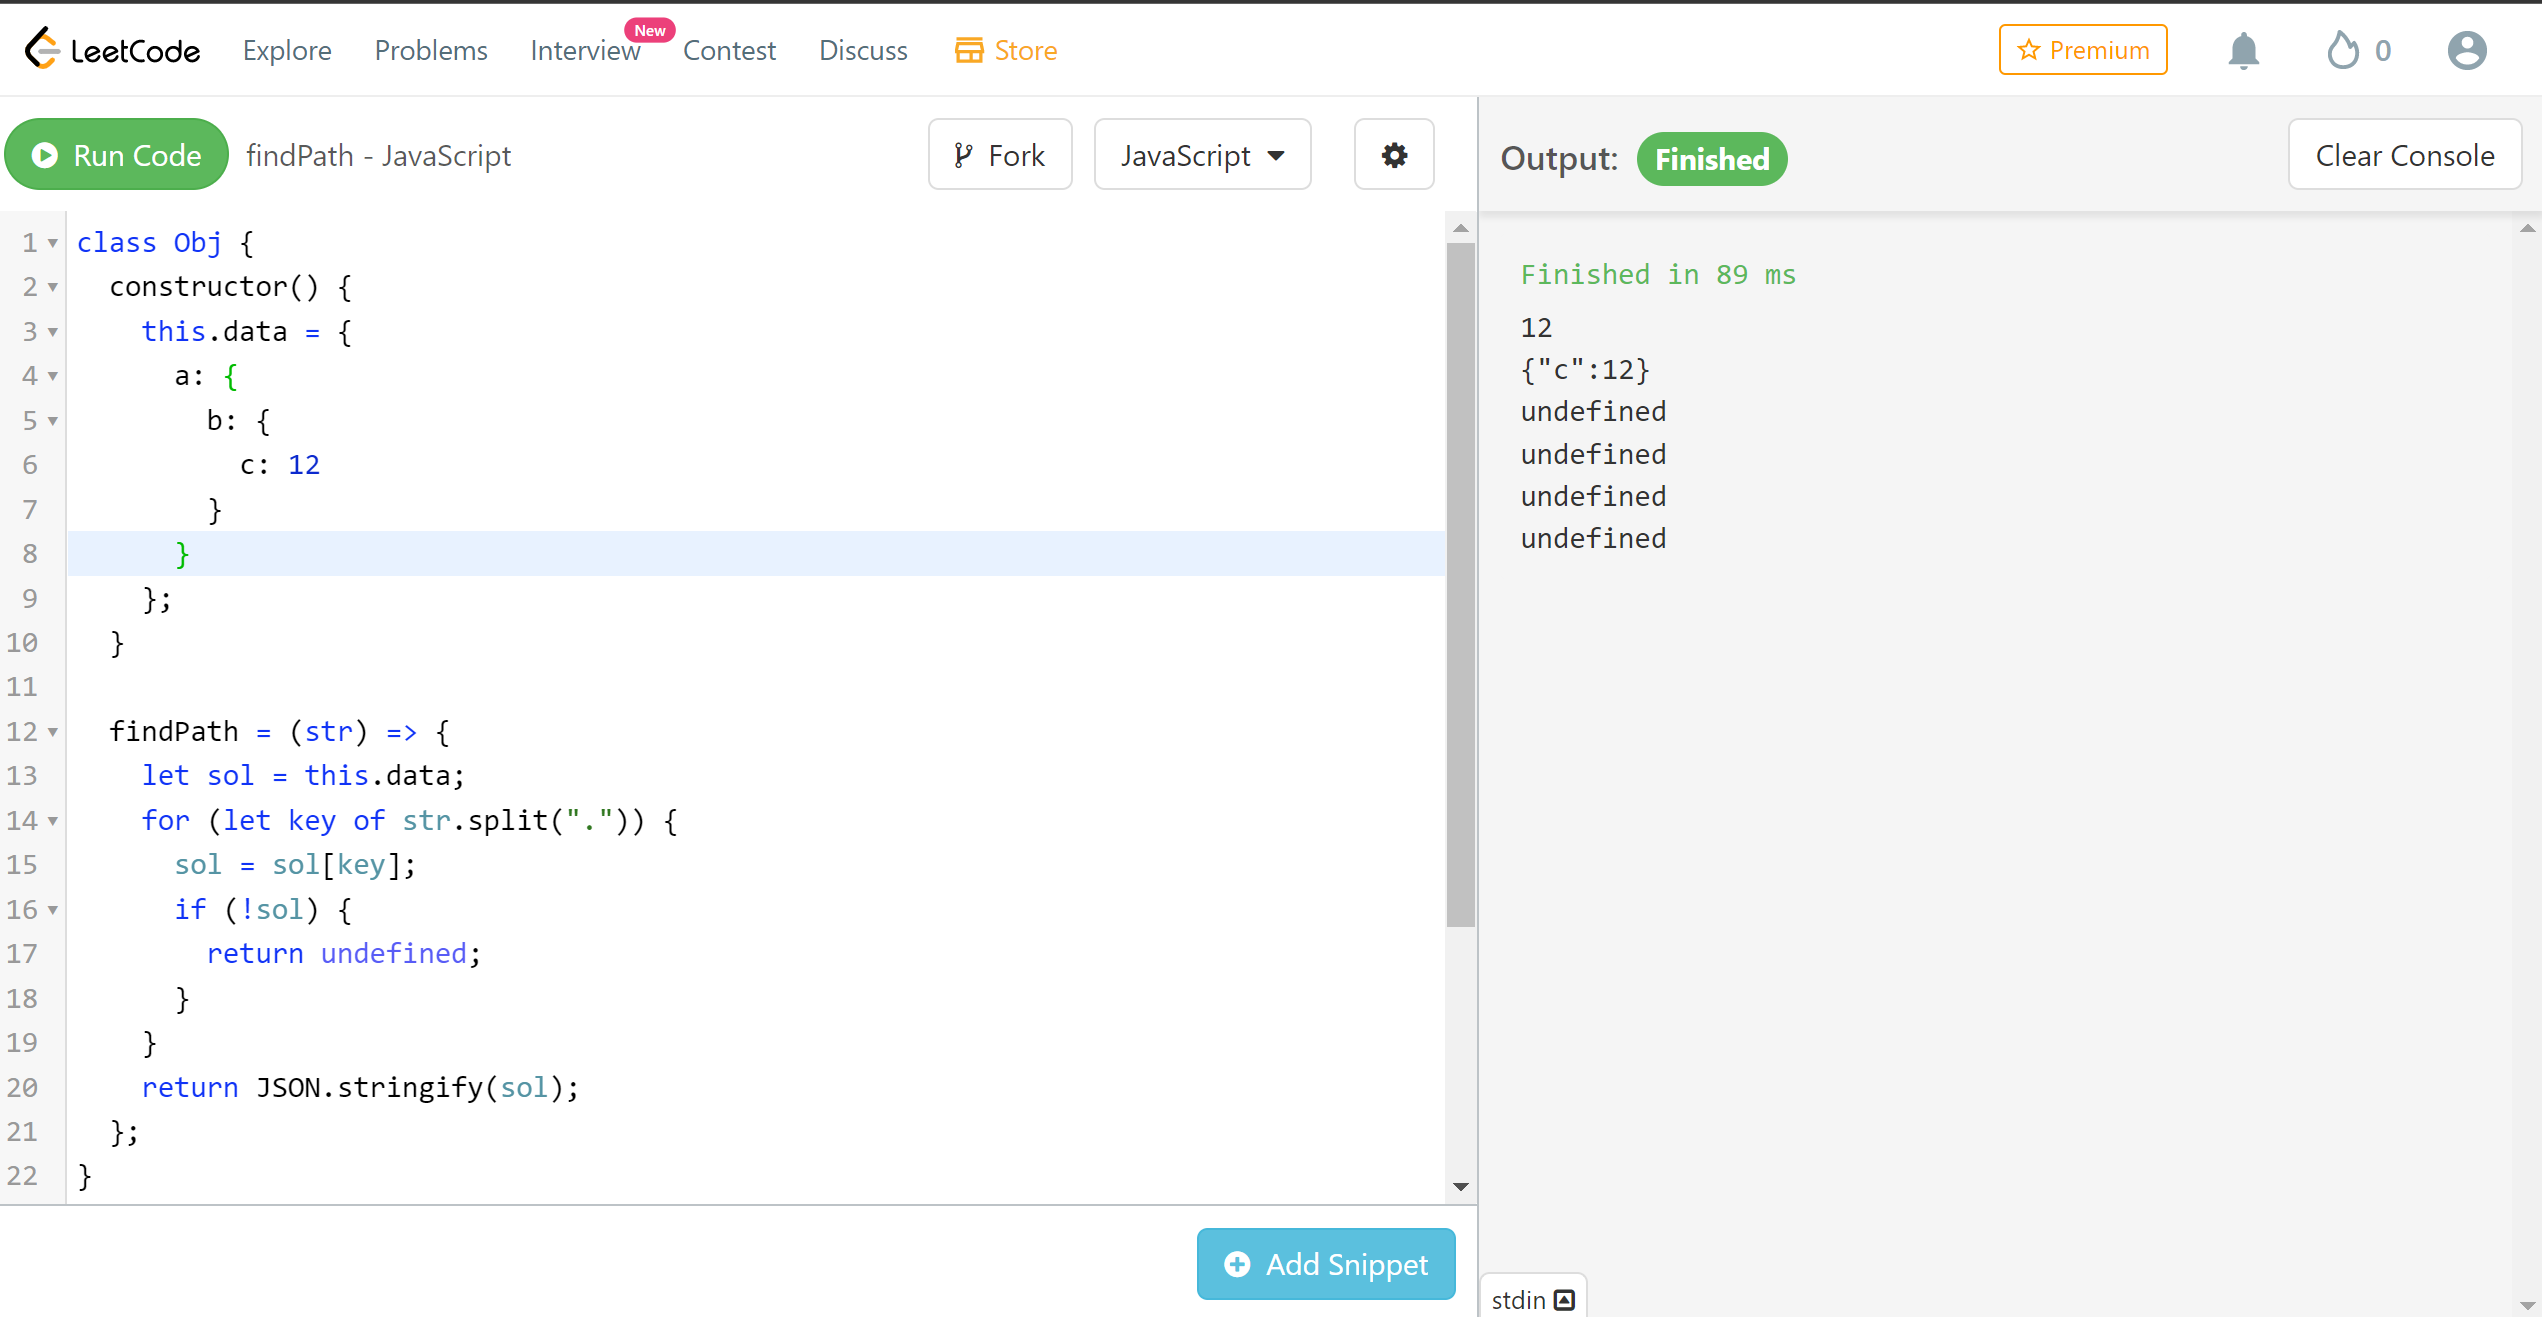 LeetCode Explore Problems Interview New Contest Discuss Store Premium 0
Run Code findPath - JavaScript Fork JavaScript
1 class Obj {
2   constructor() {
3     this.data = {
4       a: {
5         b: {
6           c: 12
7         }
8       }
9     };
10   }
11
12   findPath = (str) => {
13     let sol = this.data;
14     for (let key of str.split(".")) {
15       sol = sol[key];
16       if (!sol) {
17         return undefined;
18       }
19     }
20     return JSON.stringify(sol);
21   };
22 }
Add Snippet
Output: Finished Clear Console
Finished in 89 ms
12
{"c":12}
undefined
undefined
undefined
undefined
stdin